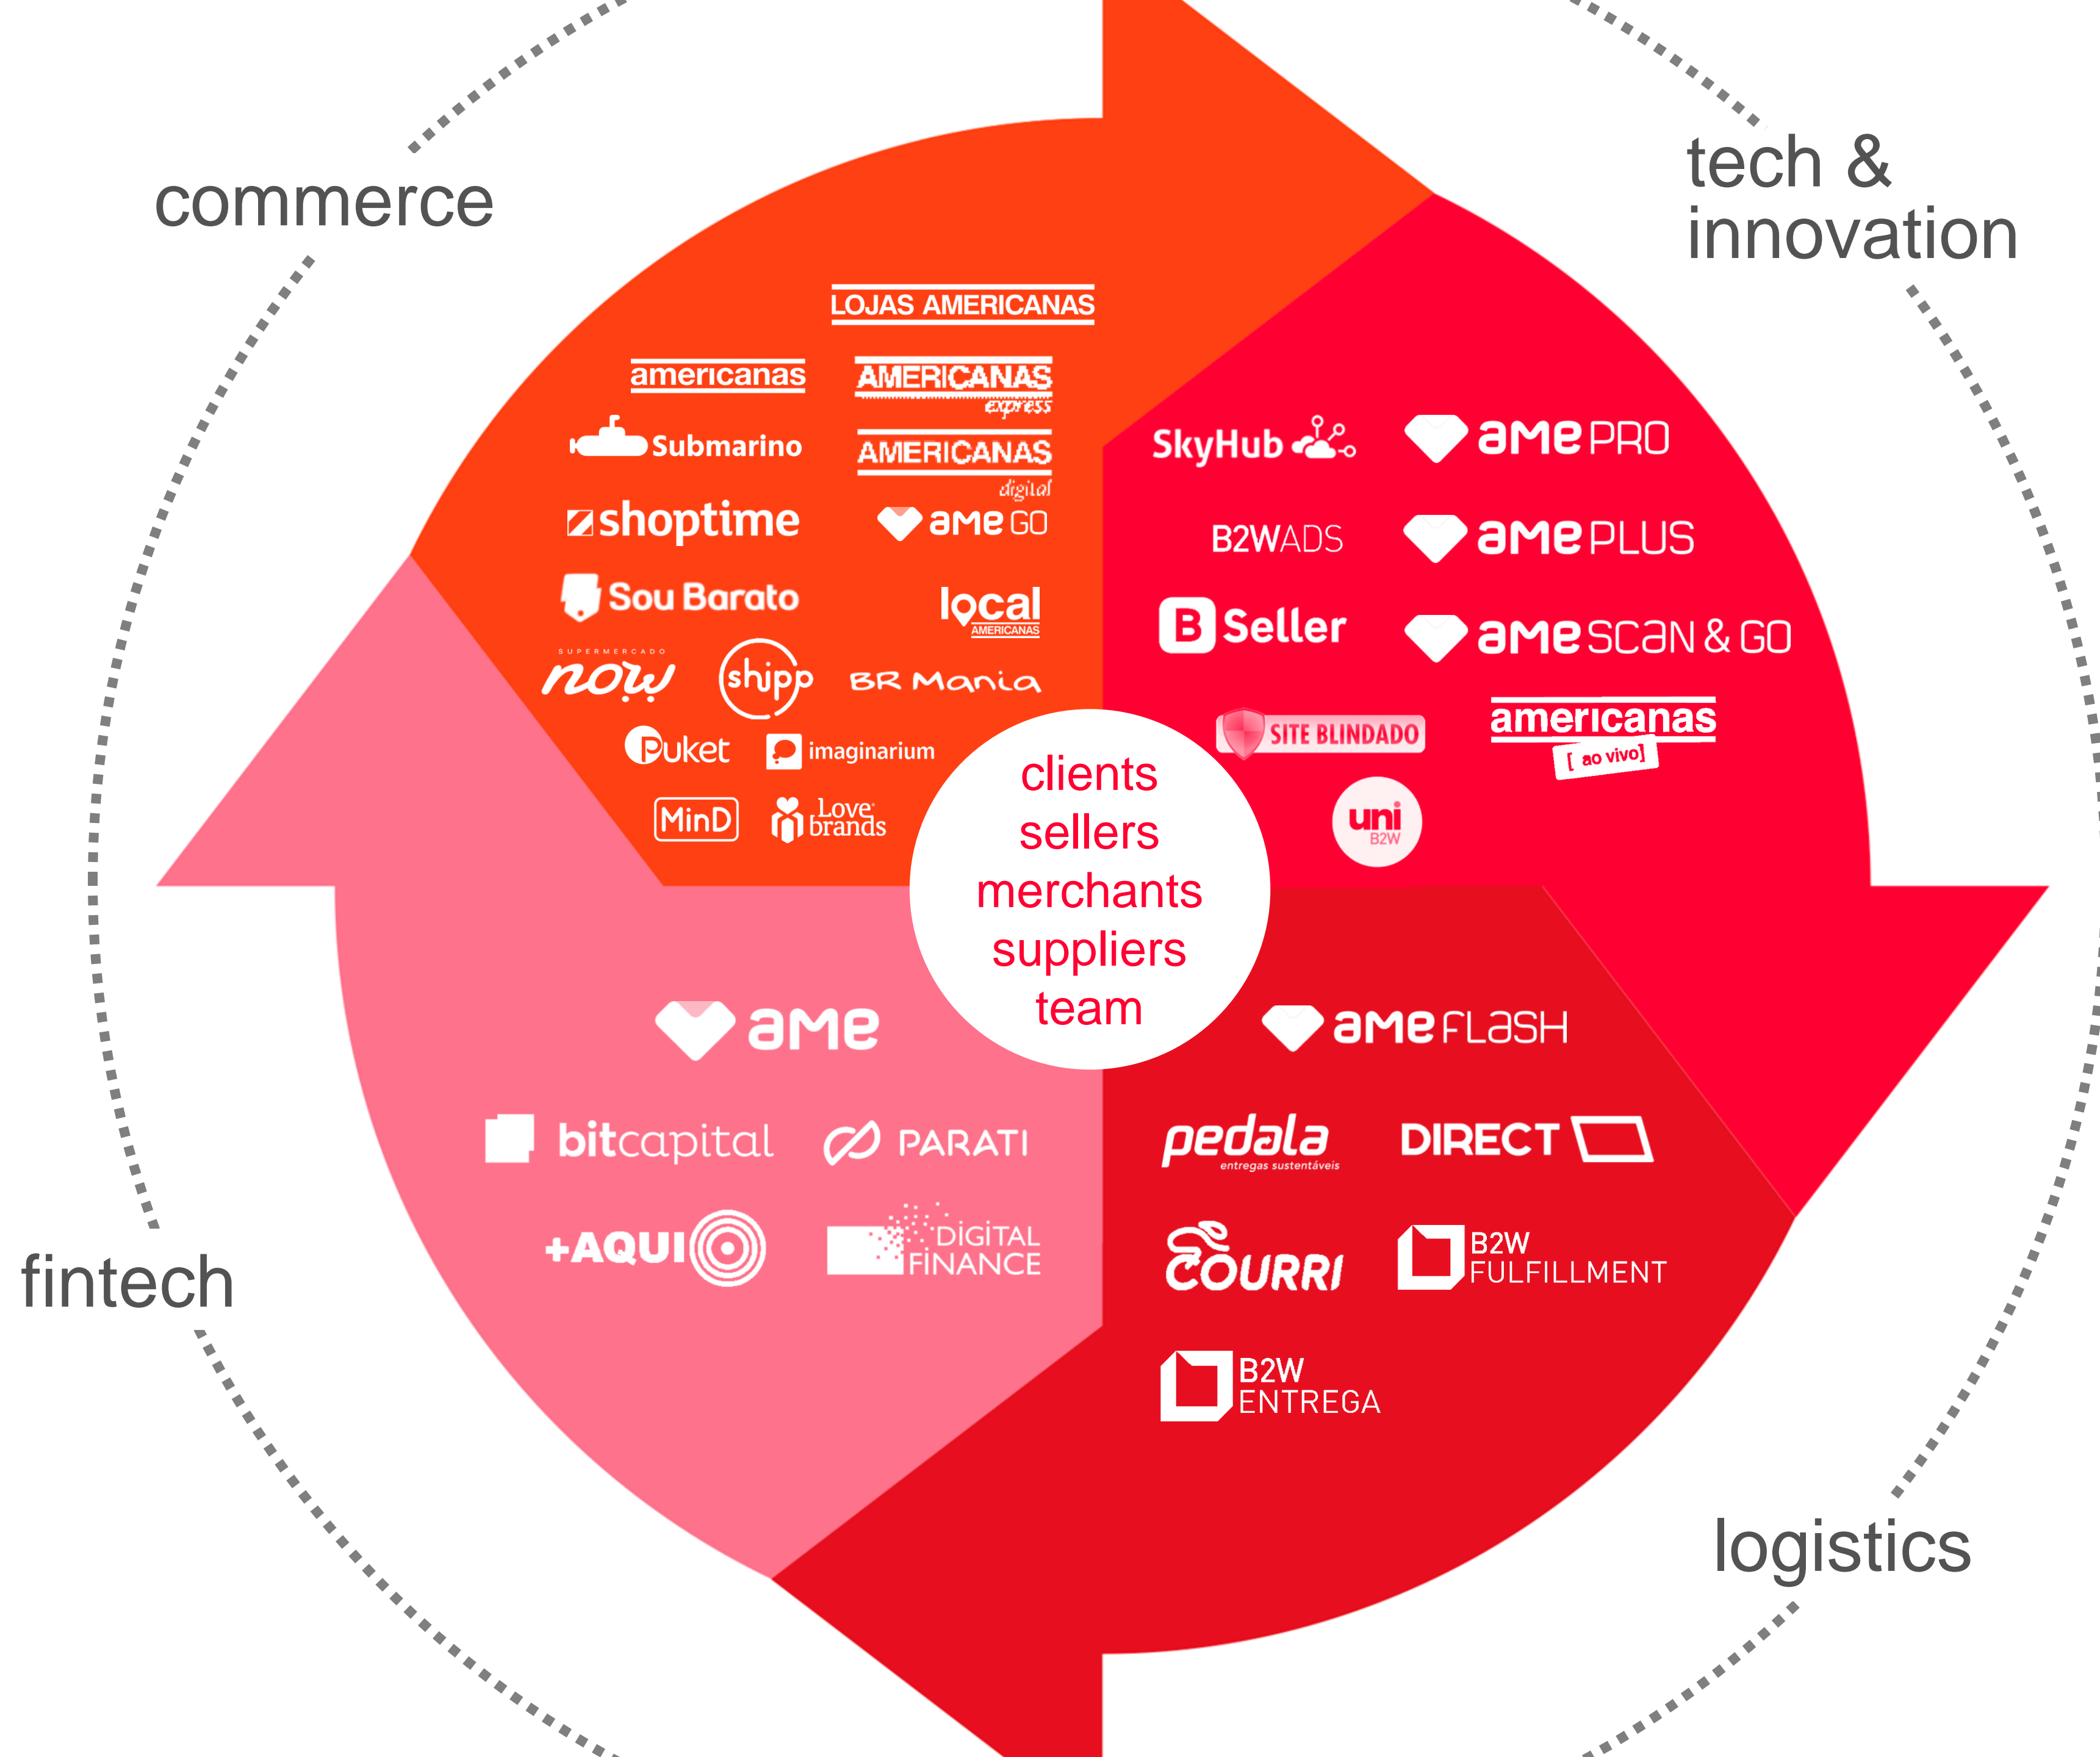 commerce
tech &
innovation
LOJAS AMERICANAS
americanas
AMERICANAS
express
Submarino
AMERICANAS
digital
shoptime
ame GO
Sou Barato
local
AMERICANAS
SUPERMERCADO
now
shipp
BR Mania
Puket
imaginarium
MinD
Love
brands
SkyHub
ame PRO
B2WADS
ame PLUS
B Seller
ame SCAN & GO
SITE BLINDADO
americanas
[ ao vivo]
uni
B2W
clients
sellers
merchants
suppliers
team
ame
bitcapital
PARATI
+AQUI
DIGITAL
FINANCE
ame FLASH
pedala
entregas sustentáveis
DIRECT
COURRI
B2W
FULFILLMENT
B2W
ENTREGA
fintech
logistics